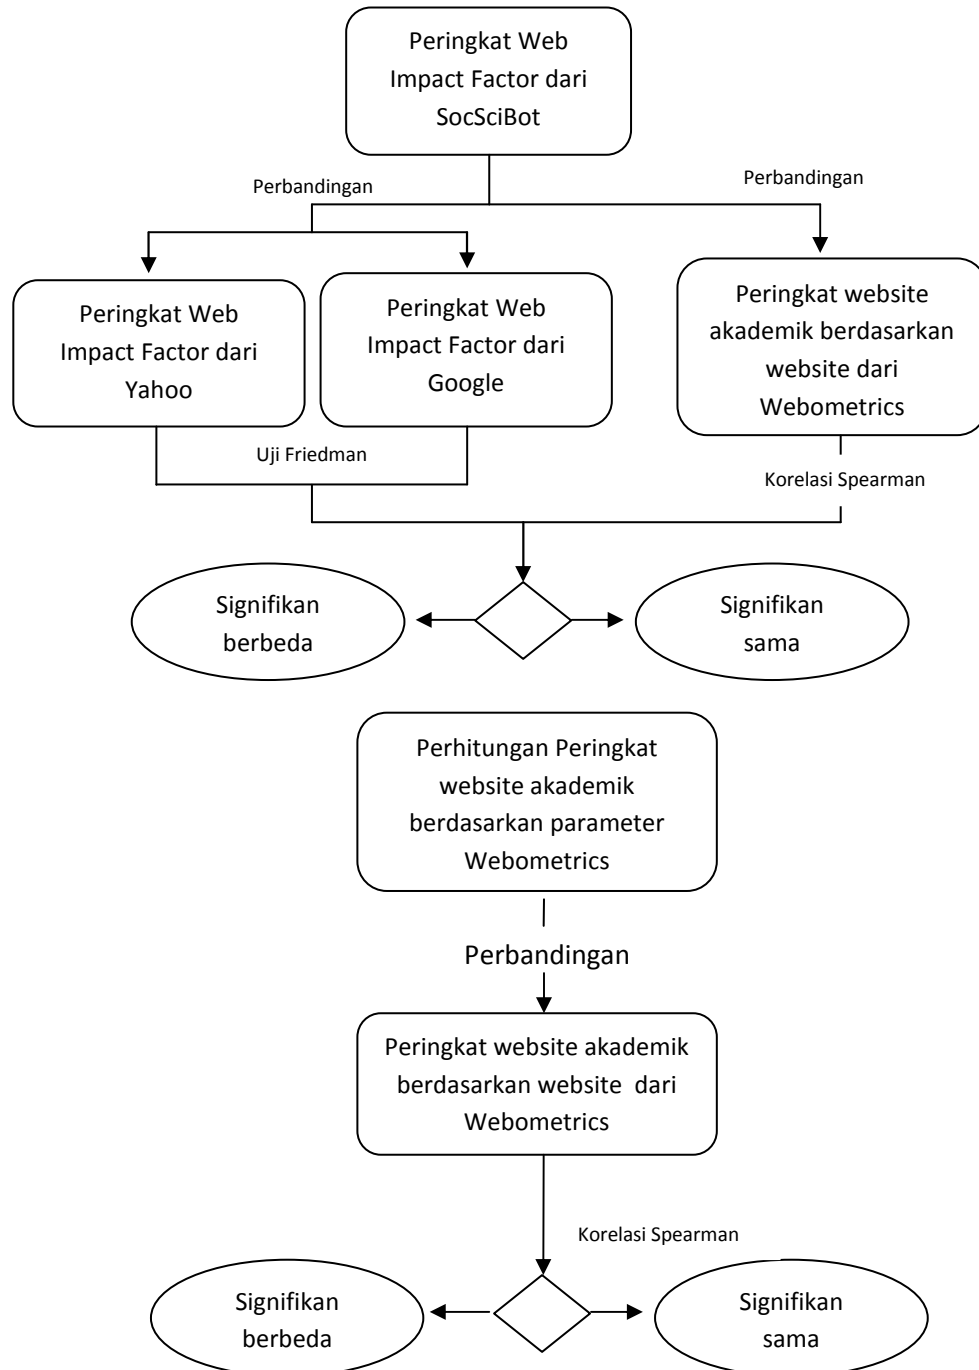 Peringkat Web
Impact Factor dari
SocSciBot
Perbandingan
Perbandingan
Peringkat Web
Impact Factor dari
Yahoo
Peringkat Web
Impact Factor dari
Google
Peringkat website
akademik berdasarkan
website dari
Webometrics
Uji Friedman
Korelasi Spearman
Signifikan
berbeda
Signifikan
sama
Perhitungan Peringkat
website akademik
berdasarkan parameter
Webometrics
Perbandingan
Peringkat website akademik
berdasarkan website  dari
Webometrics
Korelasi Spearman
Signifikan
berbeda
Signifikan
sama